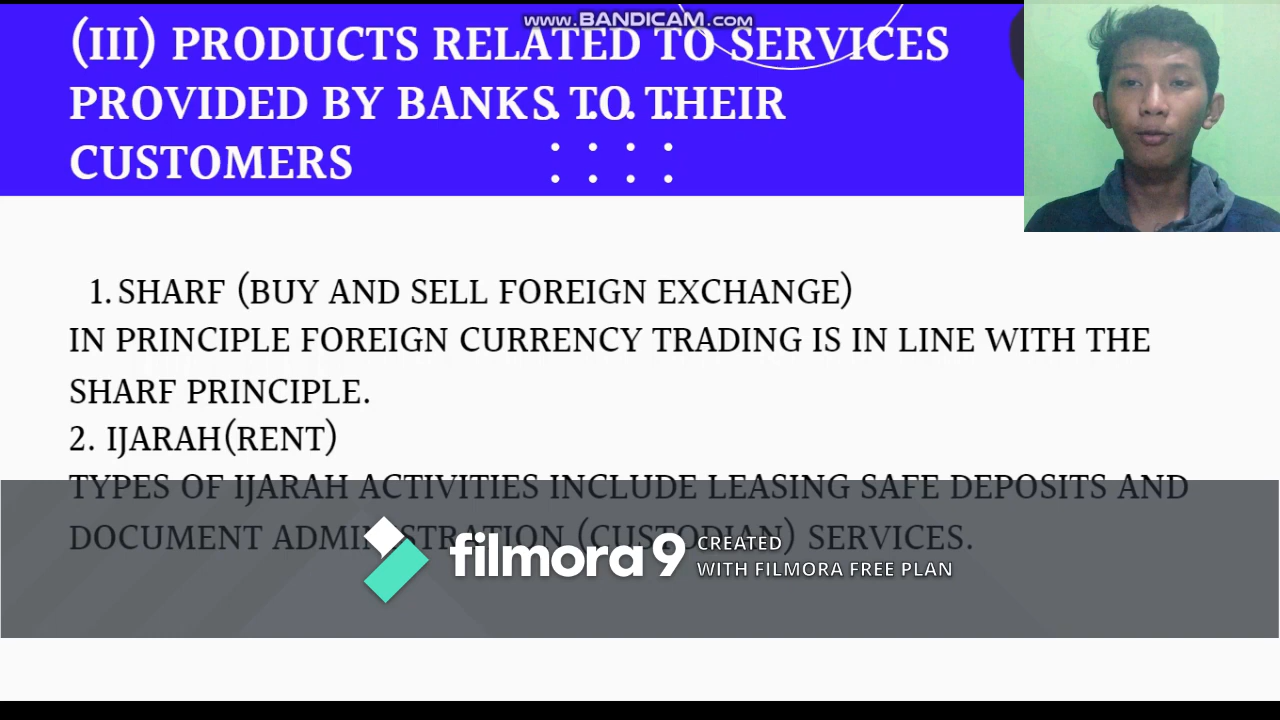 www.BANDICAM.com
(III) PRODUCTS RELATED TO SERVICES
PROVIDED BY BANKS TO THEIR
CUSTOMERS
1. SHARF (BUY AND SELL FOREIGN EXCHANGE)
IN PRINCIPLE FOREIGN CURRENCY TRADING IS IN LINE WITH THE
SHARF PRINCIPLE.
2. IJARAH(RENT)
TYPES OF IJARAH ACTIVITIES INCLUDE LEASING SAFE DEPOSITS AND
DOCUMENT ADMINISTRATION (CUSTODIAN) SERVICES.
filmora9
CREATED
WITH FILMORA FREE PLAN